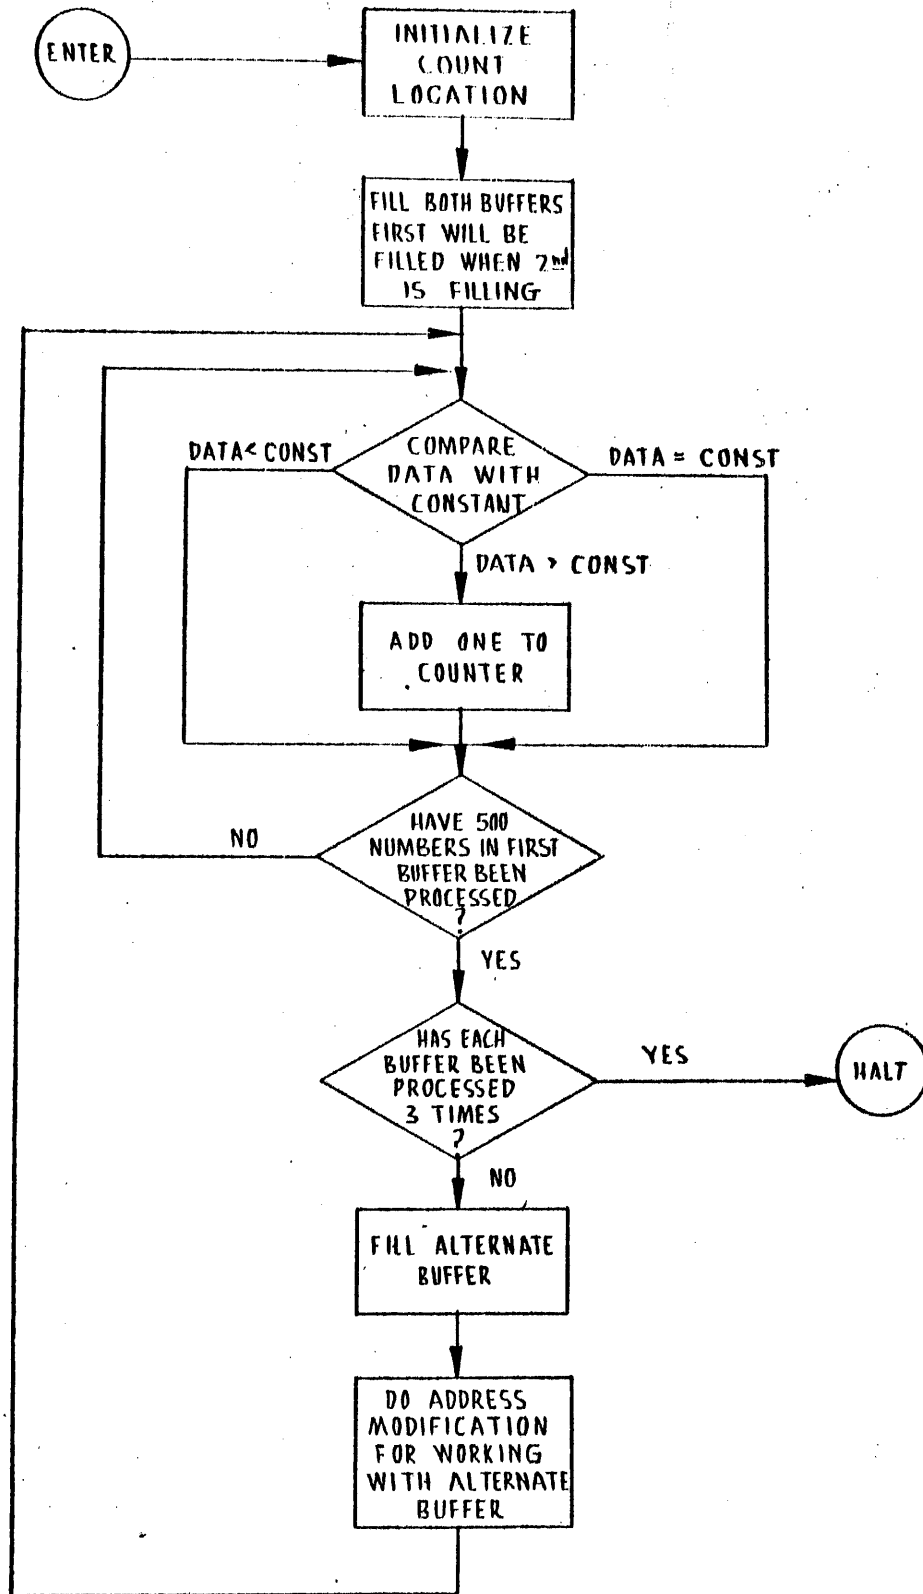 ENTER
INITIALIZE
COUNT
LOCATION
FILL BOTH BUFFERS
FIRST WILL BE
FILLED WHEN 2nd
IS FILLING
COMPARE
DATA WITH
CONSTANT
DATA < CONST
DATA = CONST
DATA > CONST
ADD ONE TO
COUNTER
HAVE 500
NUMBERS IN FIRST
BUFFER BEEN
PROCESSED
?
NO
YES
HAS EACH
BUFFER BEEN
PROCESSED
3 TIMES
?
YES
HALT
NO
FILL ALTERNATE
BUFFER
DO ADDRESS
MODIFICATION
FOR WORKING
WITH ALTERNATE
BUFFER